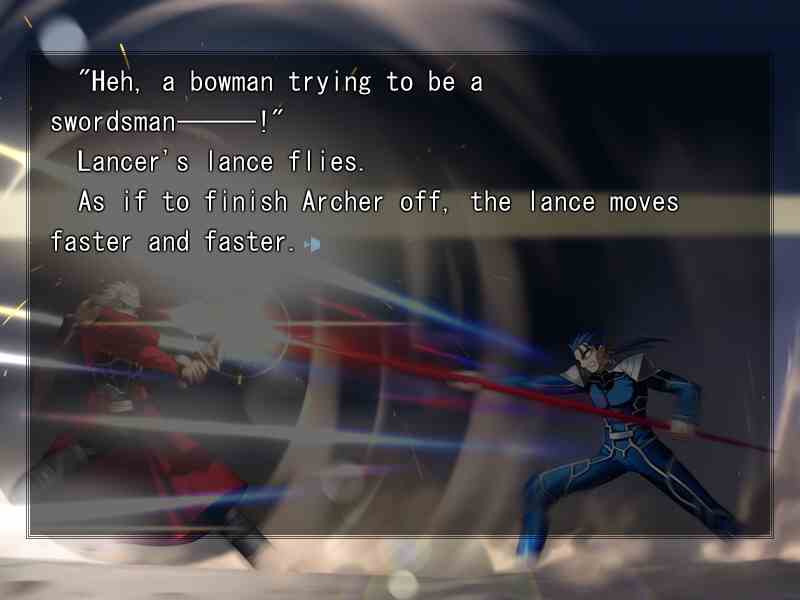 "Heh, a bowman trying to be a
swordsman———!"
Lancer's lance flies.
As if to finish Archer off, the lance moves
faster and faster.